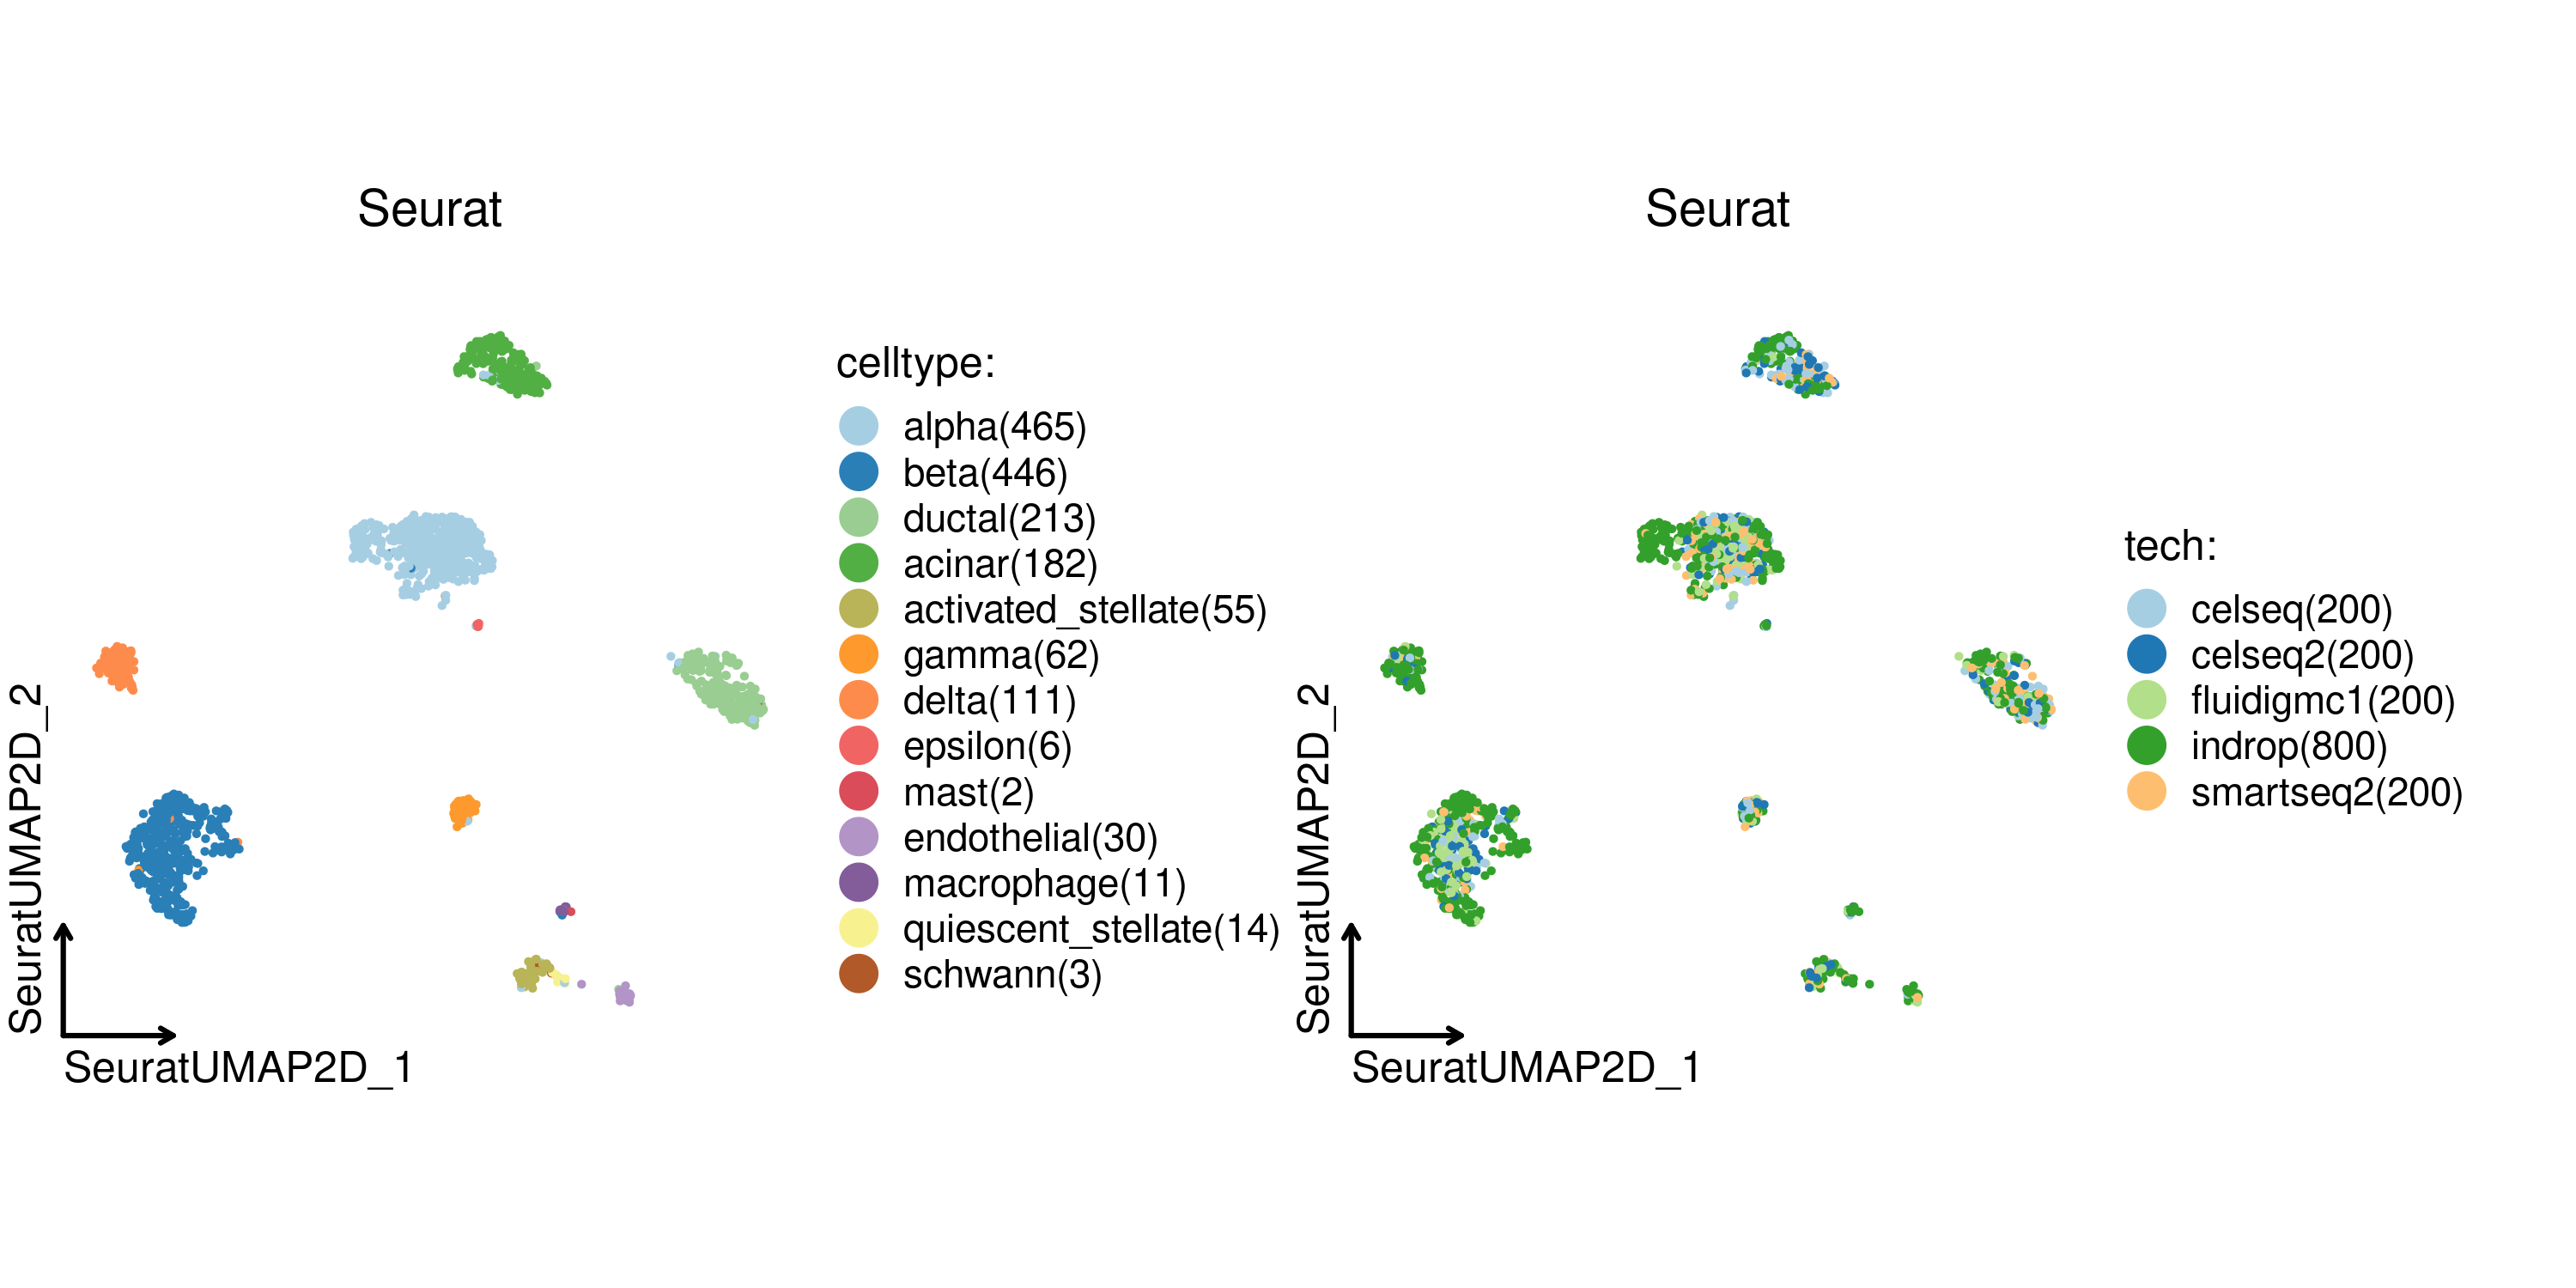 Seurat
celltype:
alpha(465)
beta(446)
ductal(213)
acinar(182)
activated_stellate(55)
gamma(62)
delta(111)
epsilon(6)
mast(2)
endothelial(30)
macrophage(11)
quiescent_stellate(14)
schwann(3)
SeuratUMAP2D_2
SeuratUMAP2D_1
Seurat
tech:
celseq(200)
celseq2(200)
fluidigmc1(200)
indrop(800)
smartseq2(200)
SeuratUMAP2D_2
SeuratUMAP2D_1